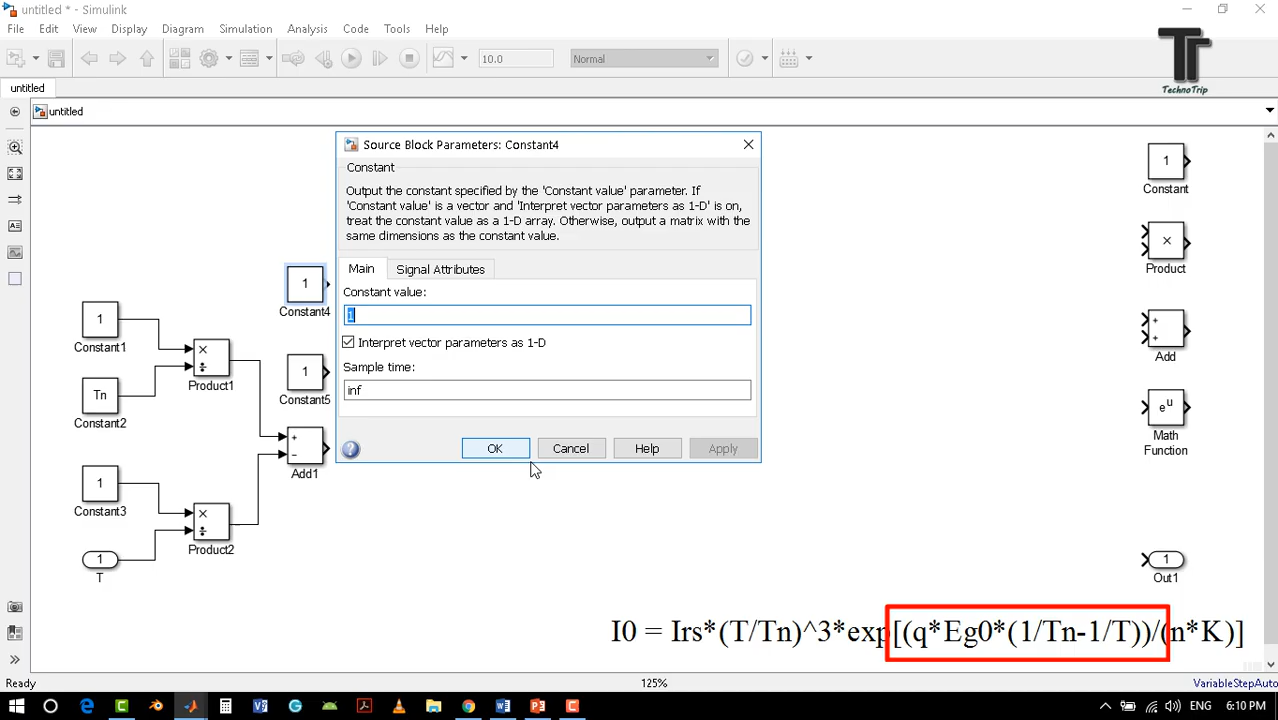 untitled * - Simulink
File Edit View Display Diagram Simulation Analysis Code Tools Help
10.0
Normal
TechnoTrip
untitled
untitled
Source Block Parameters: Constant4
Constant
Output the constant specified by the 'Constant value' parameter. If
'Constant value' is a vector and 'Interpret vector parameters as 1-D' is on,
treat the constant value as a 1-D array. Otherwise, output a matrix with the
same dimensions as the constant value.
Main
Signal Attributes
Constant value:
1
Interpret vector parameters as 1-D
Sample time:
inf
OK
Cancel
Help
Apply
1
Constant4
1
Constant5
1
Constant1
Tn
Constant2
×
÷
Product1
+
−
Add1
1
Constant3
×
÷
Product2
1
T
1
Constant
×
Product
+
+
Add
e^u
Math
Function
1
Out1
I0 = Irs*(T/Tn)^3*exp[(q*Eg0*(1/Tn-1/T))/(n*K)]
Ready
125%
VariableStepAuto
ENG
6:10 PM